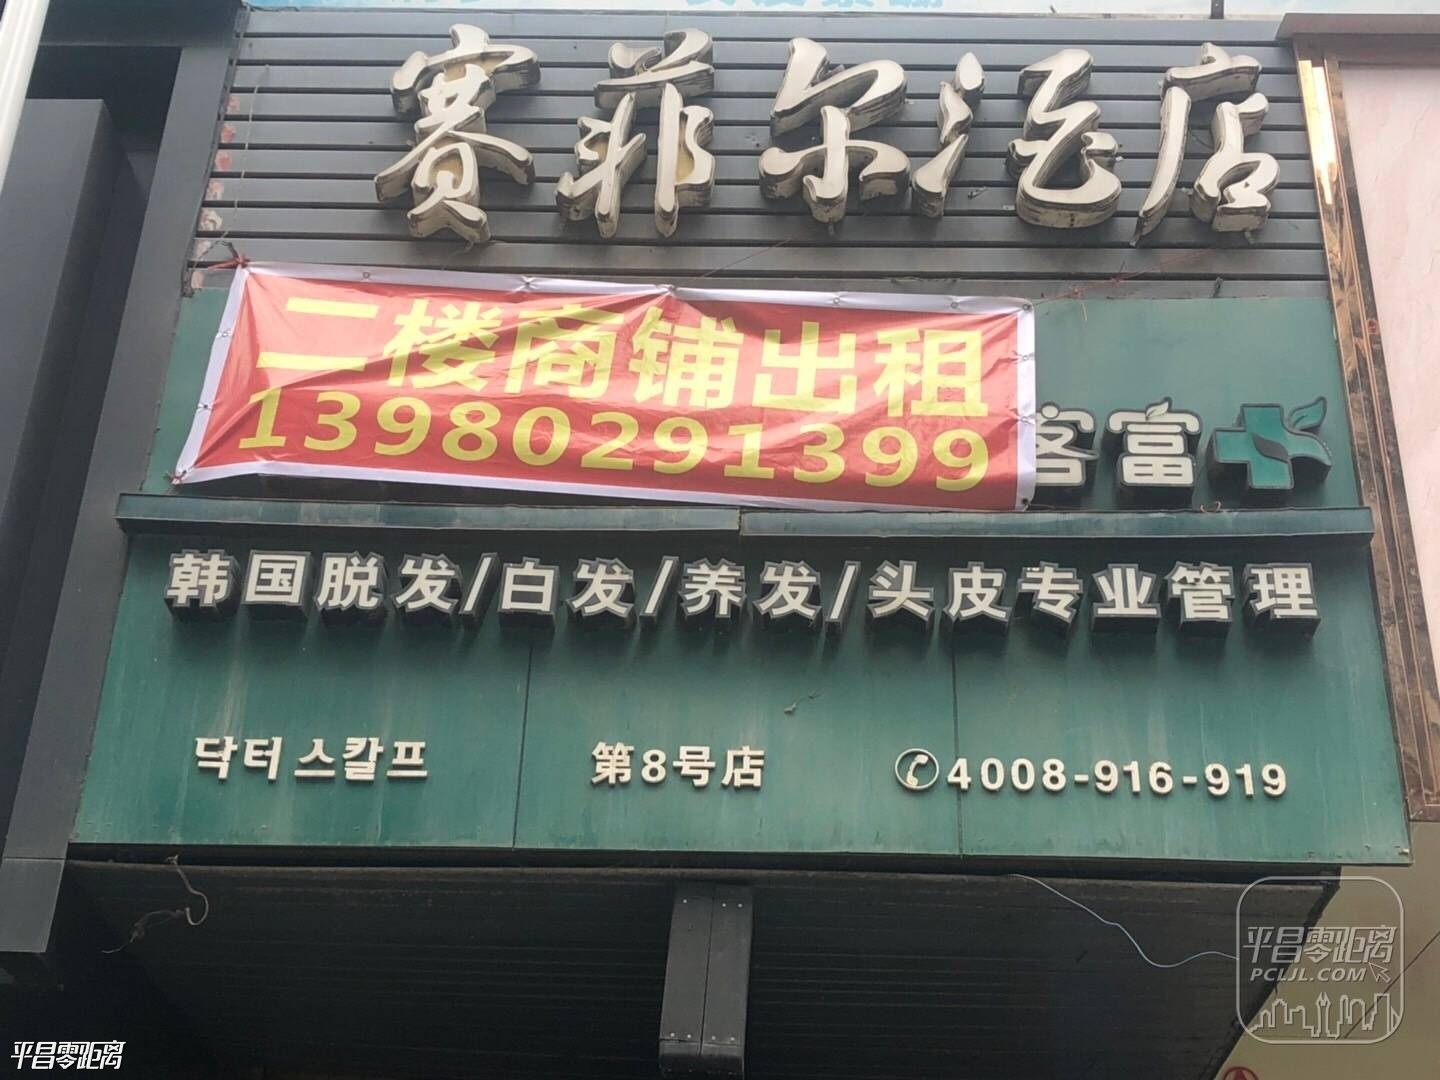 赛菲尔酒店
二楼商铺出租
13980291399
客富
韩国脱发/白发/养发/头皮专业管理
닥터스칼프
第8号店
4008-916-919
平昌零距离
PCLJL.COM
平昌零距离